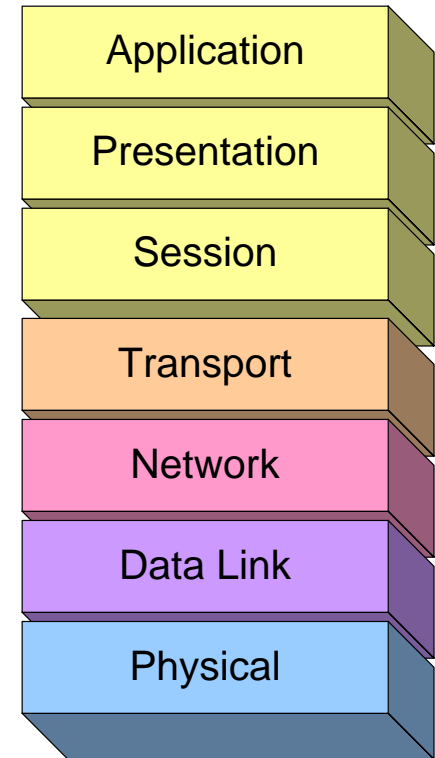 Application
Presentation
Session
Transport
Network
Data Link
Physical